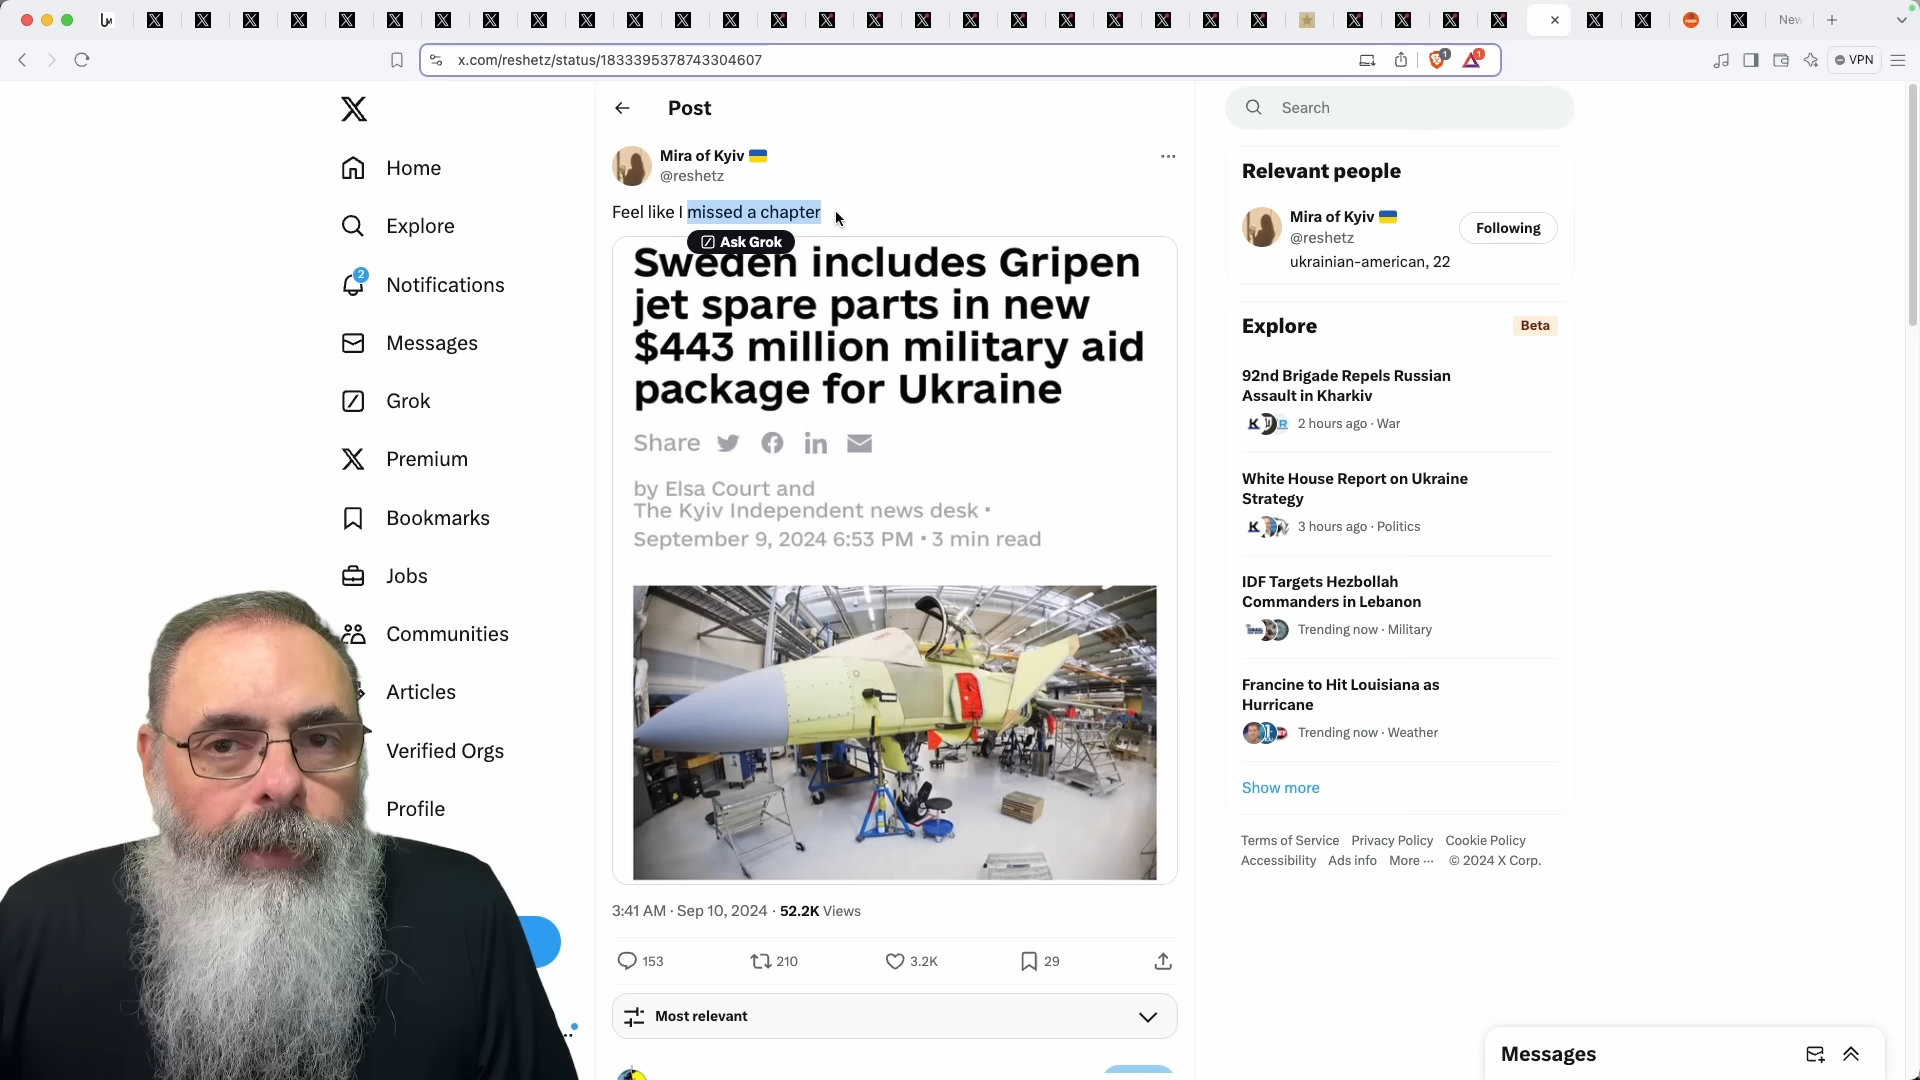 New
x.com/reshetz/status/1833395378743304607
1
1
VPN
Home
Explore
2
Notifications
Messages
Grok
Premium
Bookmarks
Jobs
Communities
Articles
Verified Orgs
Profile
Post
Mira of Kyiv
@reshetz
Feel like I missed a chapter
Ask Grok
Sweden includes Gripen
jet spare parts in new
$443 million military aid
package for Ukraine
Share
by Elsa Court and
The Kyiv Independent news desk •
September 9, 2024 6:53 PM • 3 min read
3:41 AM · Sep 10, 2024 · 52.2K Views
153
210
3.2K
29
Most relevant
Search
Relevant people
Mira of Kyiv
@reshetz
Following
ukrainian-american, 22
Explore
Beta
92nd Brigade Repels Russian
Assault in Kharkiv
2 hours ago · War
White House Report on Ukraine
Strategy
3 hours ago · Politics
IDF Targets Hezbollah
Commanders in Lebanon
Trending now · Military
Francine to Hit Louisiana as
Hurricane
Trending now · Weather
Show more
Terms of Service Privacy Policy Cookie Policy
Accessibility Ads info More ··· © 2024 X Corp.
Messages